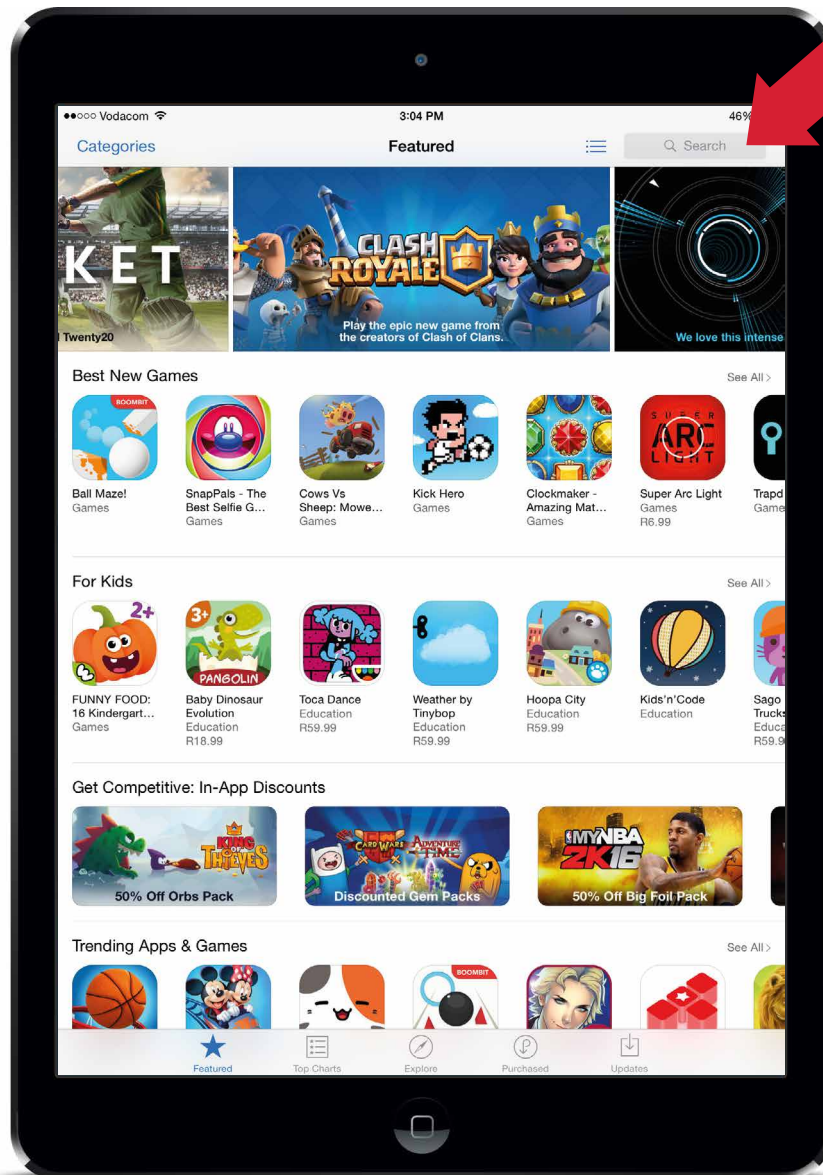 ●●○○○ Vodacom 3:04 PM 46%
Categories Featured Search
KET
Twenty20
CLASH
ROYALE
Play the epic new game from
the creators of Clash of Clans.
We love this intense
Best New Games See All >
BOOMBIT
SUPER
ARC
LIGHT
Ball Maze!
Games
SnapPals - The
Best Selfie G...
Games
Cows Vs
Sheep: Mowe...
Games
Kick Hero
Games
Clockmaker -
Amazing Mat...
Games
Super Arc Light
Games
R6.99
Trapd
Game
For Kids See All >
2+
3+
PANGOLIN
FUNNY FOOD:
16 Kindergart...
Games
Baby Dinosaur
Evolution
Education
R18.99
Toca Dance
Education
R59.99
Weather by
Tinybop
Education
R59.99
Hoopa City
Education
R59.99
Kids'n'Code
Education
Sago
Trucks
Educa
R59.9
Get Competitive: In-App Discounts
KING
OF
THIEVES
50% Off Orbs Pack
CARD WARS
ADVENTURE
TIME
Discounted Gem Packs
MYNBA
2K16
50% Off Big Foil Pack
Trending Apps & Games See All >
BOOMBIT
Featured Top Charts Explore Purchased Updates